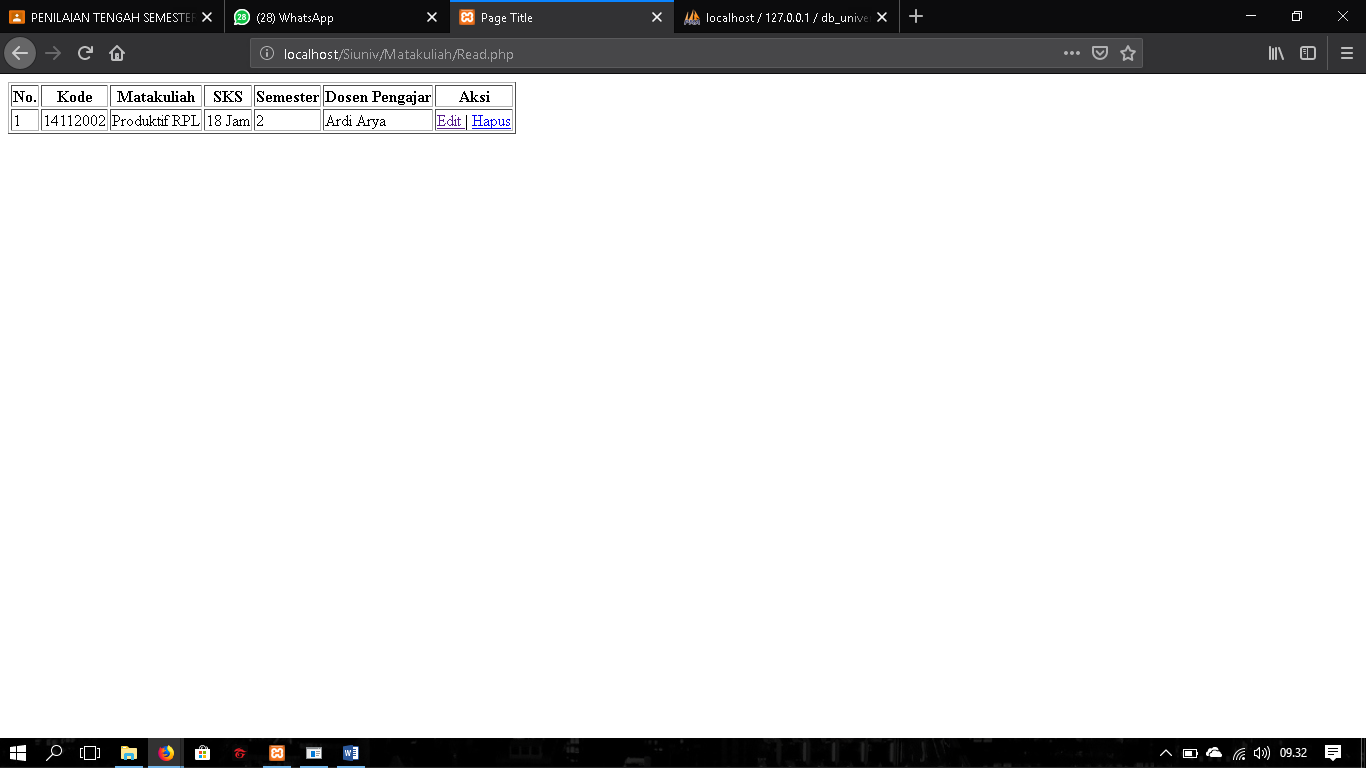 PENILAIAN TENGAH SEMESTER
(28) WhatsApp
Page Title
localhost / 127.0.0.1 / db_unive
localhost/Siuniv/Matakuliah/Read.php
No. Kode Matakuliah SKS Semester Dosen Pengajar Aksi
1 14112002 Produktif RPL 18 Jam 2 Ardi Arya Edit | Hapus
09.32